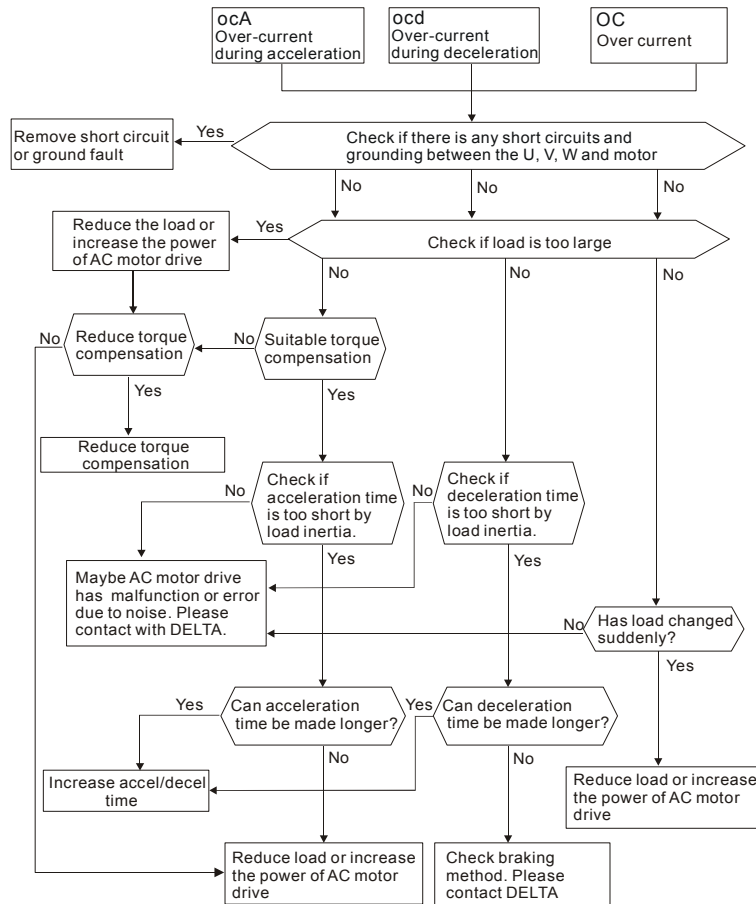 ocA
Over-current
during acceleration
ocd
Over-current
during deceleration
OC
Over current
Remove short circuit
or ground fault
Yes
Check if there is any short circuits and
grounding between the U, V, W and motor
No
No
No
Reduce the load or
increase the power
of AC motor drive
Yes
Check if load is too large
No
No
No
No
Reduce torque
compensation
No
Suitable torque
compensation
Yes
Yes
Reduce torque
compensation
No
Check if
acceleration time
is too short by
load inertia.
No
Check if
deceleration time
is too short by
load inertia.
Yes
Yes
Maybe AC motor drive
has malfunction or error
due to noise. Please
contact with DELTA.
No
Has load changed
suddenly?
Yes
Yes
Can acceleration
time be made longer?
Yes
Can deceleration
time be made longer?
No
No
Increase accel/decel
time
Reduce load or increase
the power of AC motor
drive
Reduce load or increase
the power of AC motor
drive
Check braking
method. Please
contact DELTA